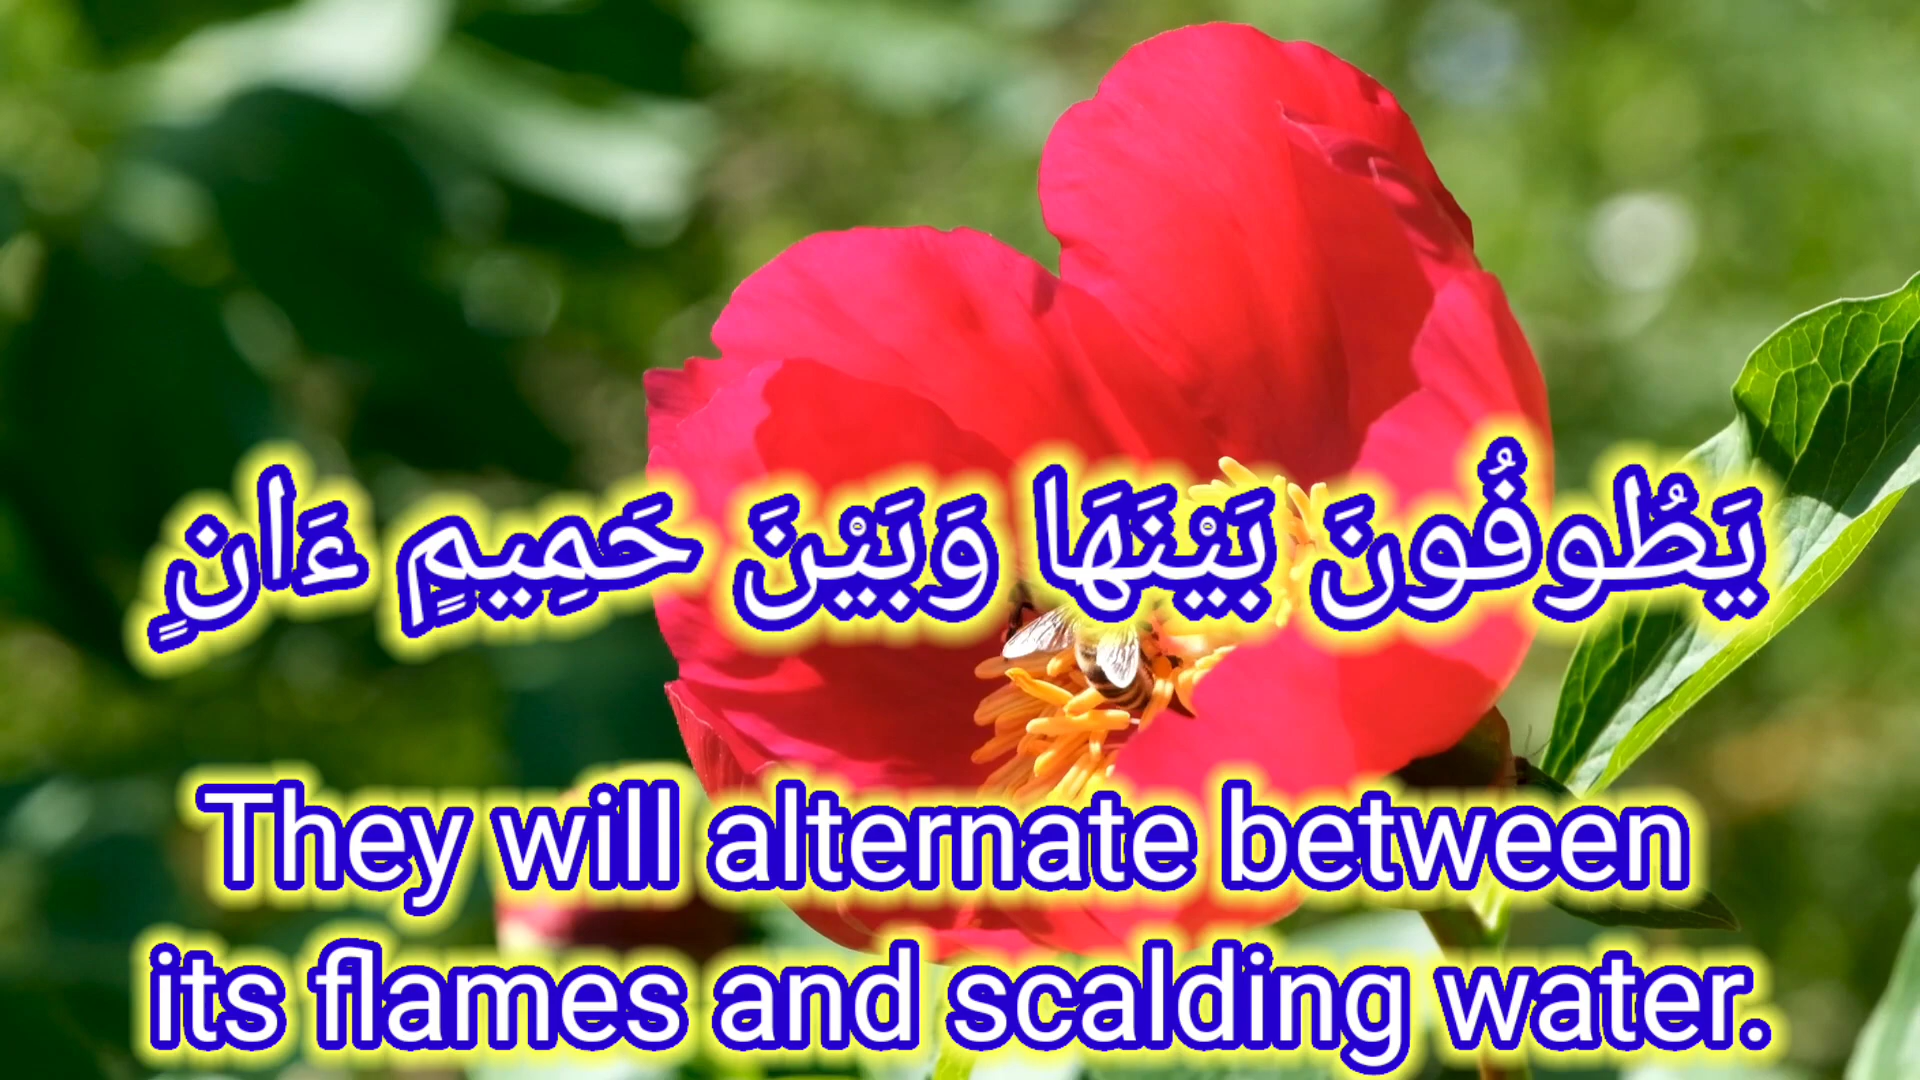 يَطُوفُونَ بَيْنَهَا وَبَيْنَ حَمِيمٍ ءَانٍ
They will alternate between
its flames and scalding water.